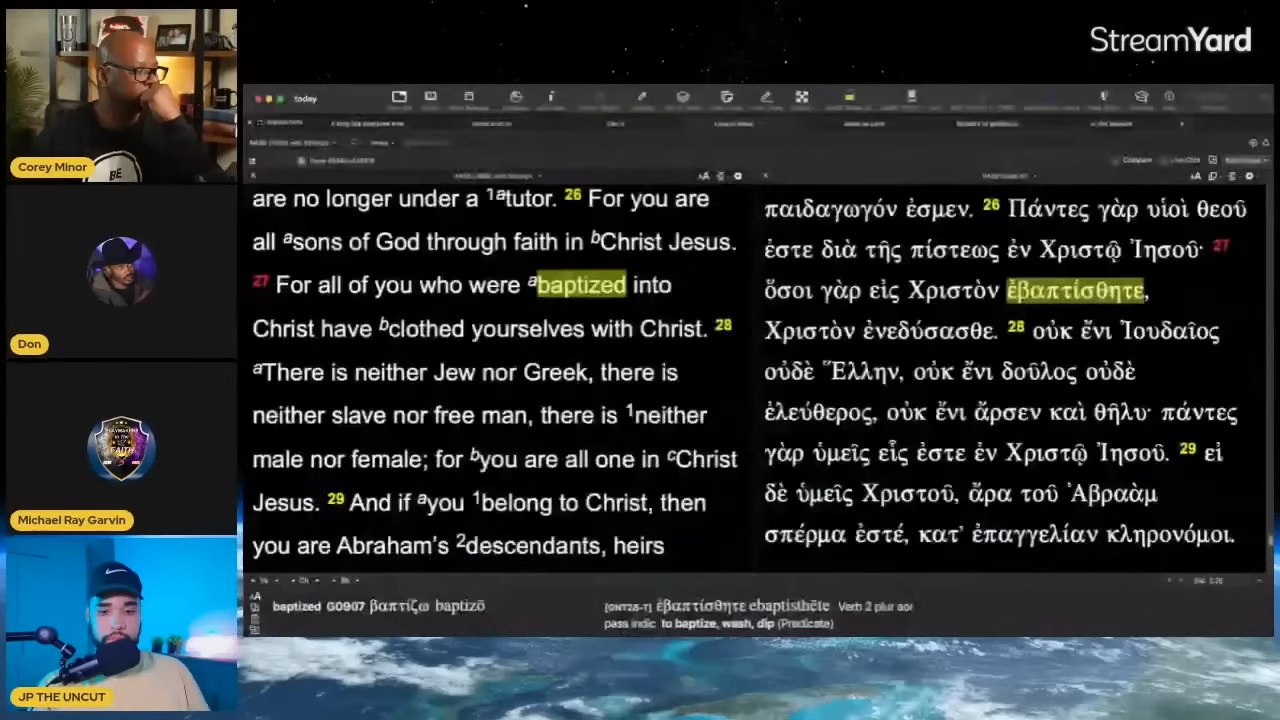 StreamYard
today
are no longer under a ¹ᵃtutor. 26 For you are
all ᵃsons of God through faith in ᵇChrist Jesus.
27 For all of you who were ᵃbaptized into
Christ have ᵇclothed yourselves with Christ. 28
ᵃThere is neither Jew nor Greek, there is
neither slave nor free man, there is ¹neither
male nor female; for ᵇyou are all one in ᶜChrist
Jesus. 29 And if ᵃyou ¹belong to Christ, then
you are Abraham's ²descendants, heirs
παιδαγωγόν ἐσμεν. 26 Πάντες γὰρ υἱοὶ θεοῦ
ἐστε διὰ τῆς πίστεως ἐν Χριστῷ Ἰησοῦ· 27
ὅσοι γὰρ εἰς Χριστὸν ἐβαπτίσθητε,
Χριστὸν ἐνεδύσασθε. 28 οὐκ ἔνι Ἰουδαῖος
οὐδὲ Ἕλλην, οὐκ ἔνι δοῦλος οὐδὲ
ἐλεύθερος, οὐκ ἔνι ἄρσεν καὶ θῆλυ· πάντες
γὰρ ὑμεῖς εἷς ἐστε ἐν Χριστῷ Ἰησοῦ. 29 εἰ
δὲ ὑμεῖς Χριστοῦ, ἄρα τοῦ Ἀβραὰμ
σπέρμα ἐστέ, κατ' ἐπαγγελίαν κληρονόμοι.
baptized G0907 βαπτίζω baptizō
[GNT28-T] ἐβαπτίσθητε ebaptisthēte Verb 2 plur aor
pass indic to baptize, wash, dip (Predicate)
Corey Minor
BE
Don
FAITH
Michael Ray Garvin
JP THE UNCUT